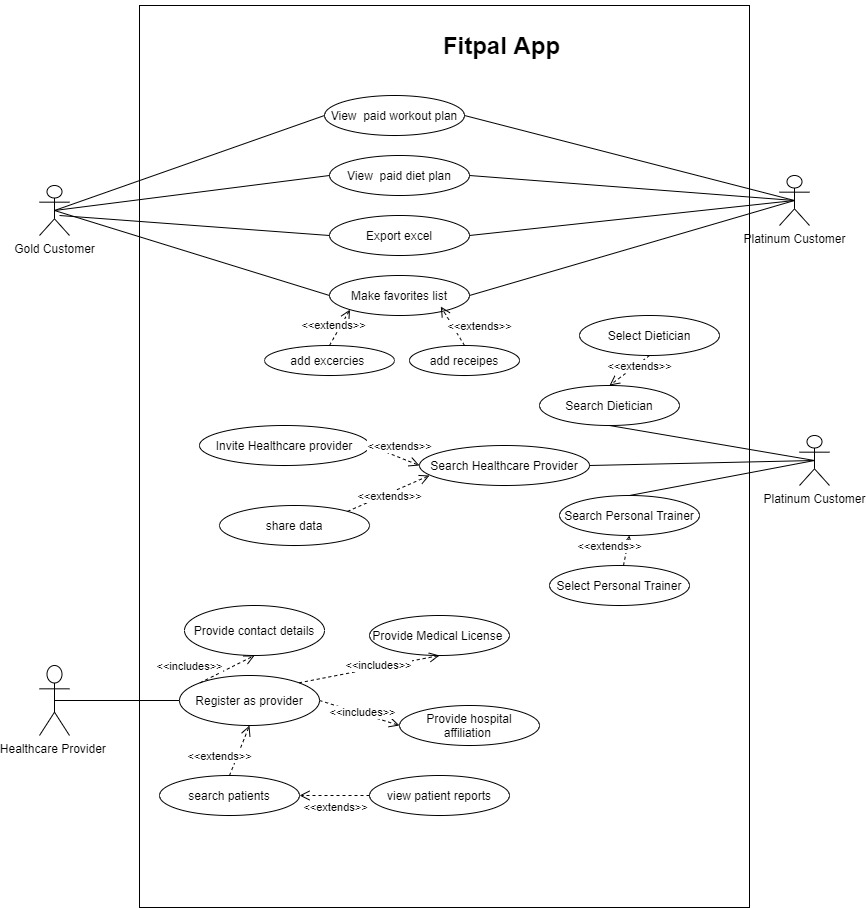 Fitpal App
View  paid workout plan
View  paid diet plan
Gold Customer
Platinum Customer
Export excel
Make favorites list
<<extends>>
<<extends>>
add excercies
add receipes
Select Dietician
<<extends>>
Search Dietician
Invite Healthcare provider
<<extends>>
Search Healthcare Provider
Platinum Customer
<<extends>>
share data
Search Personal Trainer
<<extends>>
Select Personal Trainer
Provide contact details
Provide Medical License
<<includes>>
<<includes>>
Register as provider
<<includes>>
Provide hospital
affiliation
Healthcare Provider
<<extends>>
search patients
view patient reports
<<extends>>